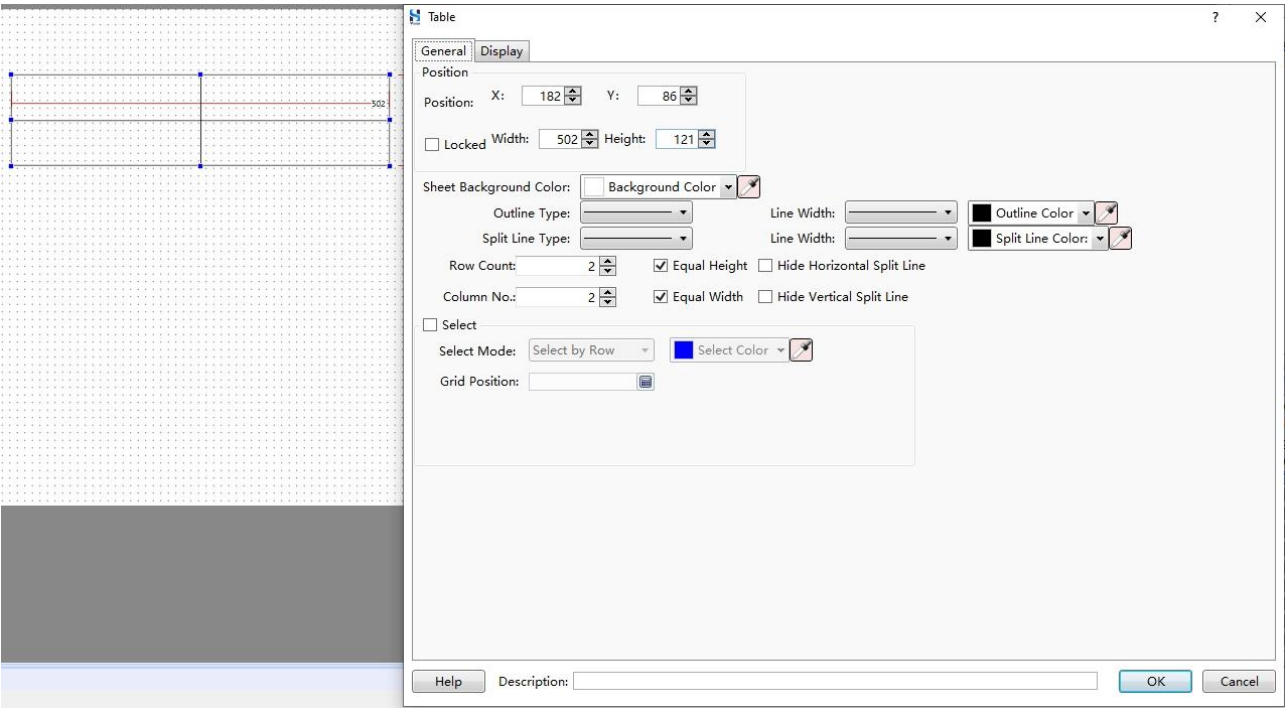 Table
General Display
Position
Position: X: 182 Y: 86
Locked Width: 502 Height: 121
502
Sheet Background Color: Background Color
Outline Type: Line Width: Outline Color
Split Line Type: Line Width: Split Line Color:
Row Count: 2 Equal Height Hide Horizontal Split Line
Column No.: 2 Equal Width Hide Vertical Split Line
Select
Select Mode: Select by Row Select Color
Grid Position:
Help Description: OK Cancel